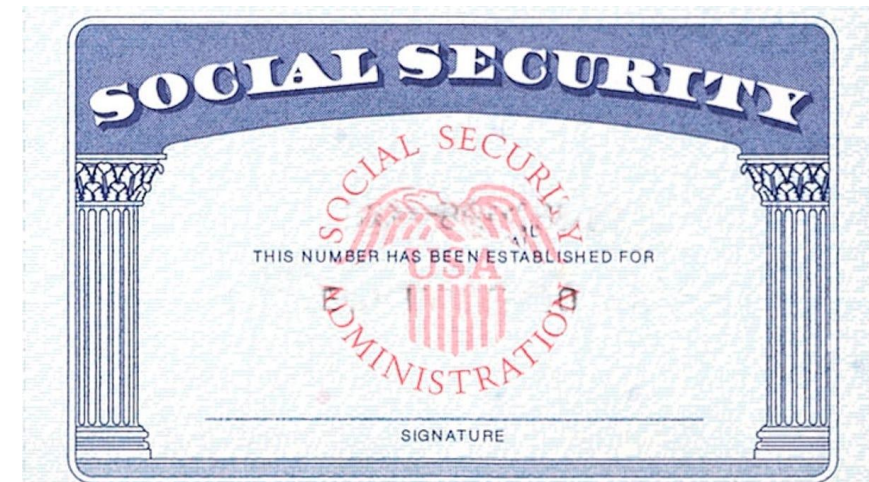 SOCIAL SECURITY
SOCIAL SECURITY
THIS NUMBER HAS BEEN ESTABLISHED FOR
USA
ADMINISTRATION
SIGNATURE